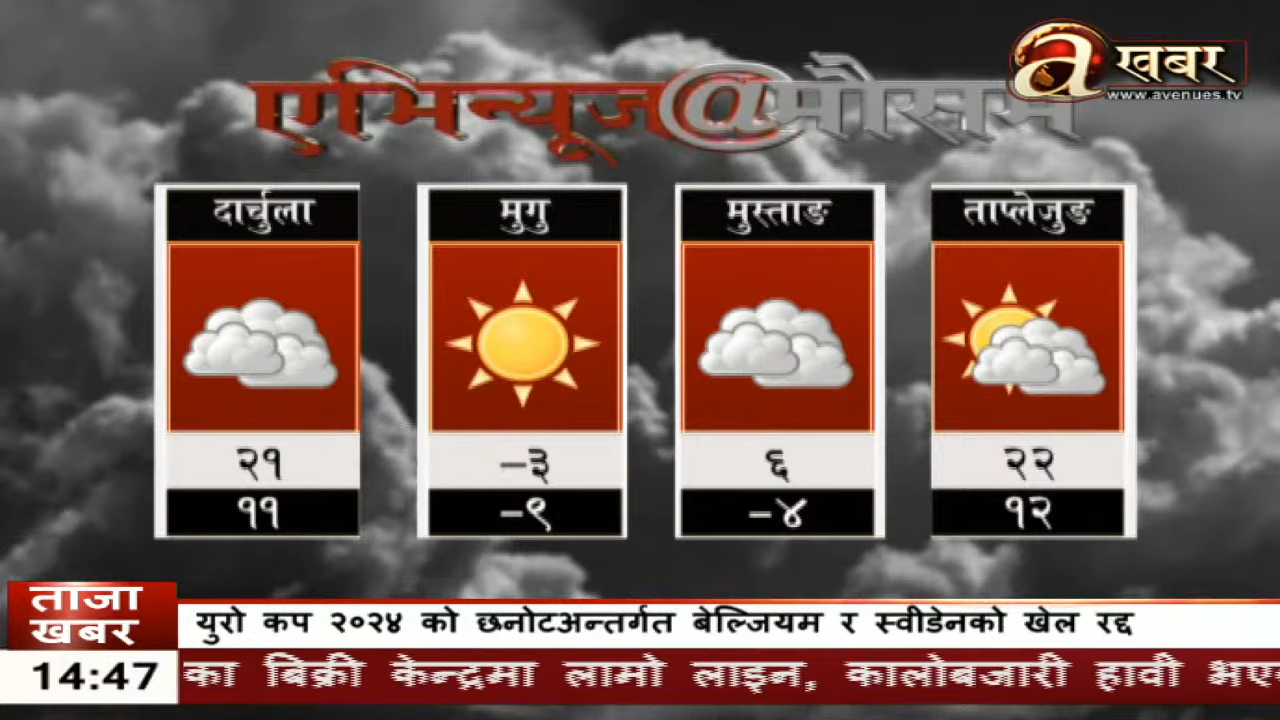 एभिन्यूज@मौसम
a खबर
www.avenues.tv
दार्चुला
२१
११
मुगु
–३
–९
मुस्ताङ
६
–४
ताप्लेजुङ
२२
१२
ताजा
खबर
युरो कप २०२४ को छनोटअन्तर्गत बेल्जियम र स्वीडेनको खेल रद्द
14:47
का बिक्री केन्द्रमा लामो लाइन, कालोबजारी हावी भए